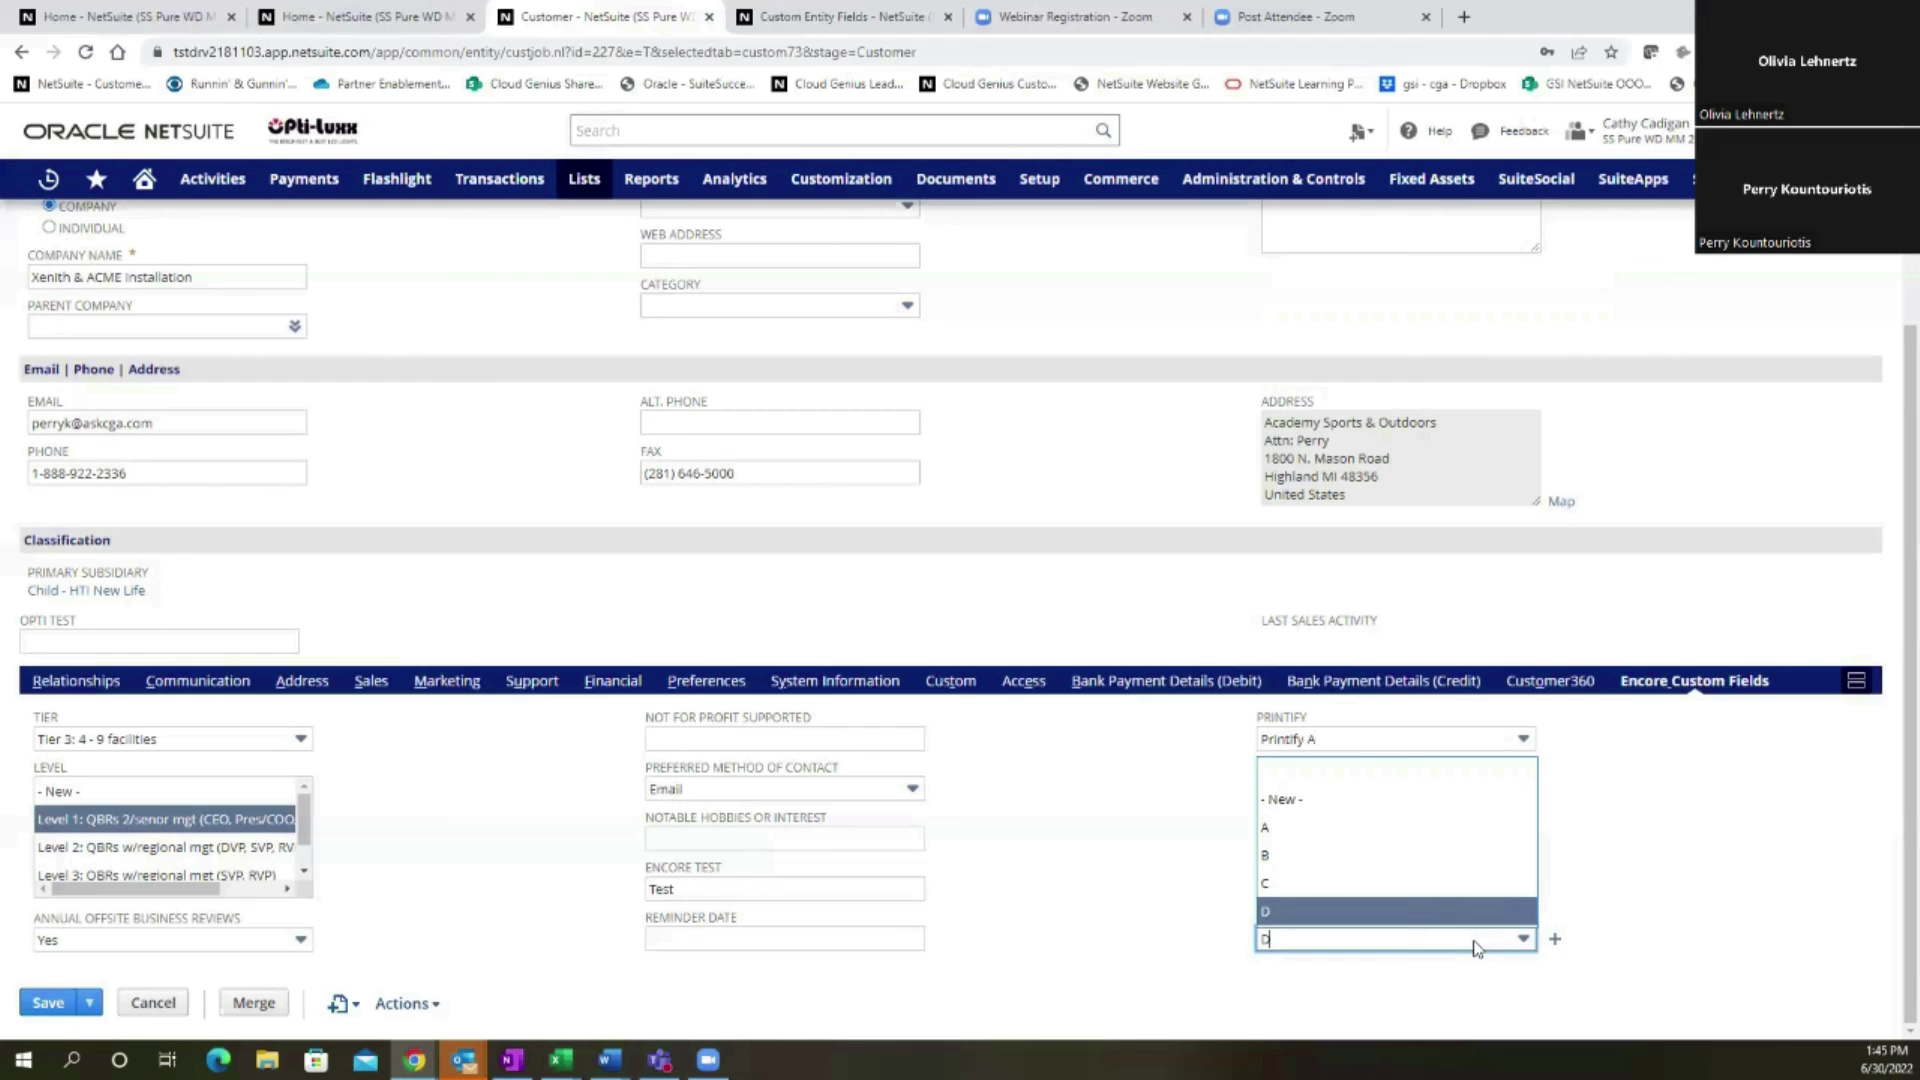 Home - NetSuite (SS Pure WD M
Home - NetSuite (SS Pure WD M
Customer - NetSuite (SS Pure W
Custom Entity Fields - NetSuite (
Webinar Registration - Zoom
Post Attendee - Zoom
tstdrv2181103.app.netsuite.com/app/common/entity/custjob.nl?id=227&e=T&selectedtab=custom73&stage=Customer
NetSuite - Custome...
Runnin' & Gunnin'...
Partner Enablement...
Cloud Genius Share...
Oracle - SuiteSucce...
Cloud Genius Lead...
Cloud Genius Custo...
NetSuite Website G...
NetSuite Learning P...
gsi - cga - Dropbox
GSI NetSuite OOO...
Olivia Lehnertz
Olivia Lehnertz
Perry Kountouriotis
Perry Kountouriotis
ORACLE NETSUITE
Opti-Luxx
Search
Help
Feedback
Cathy Cadigan
SS Pure WD MM 2
Activities Payments Flashlight Transactions Lists Reports Analytics Customization Documents Setup Commerce Administration & Controls Fixed Assets SuiteSocial SuiteApps
COMPANY
INDIVIDUAL
COMPANY NAME *
Xenith & ACME Installation
PARENT COMPANY
WEB ADDRESS
CATEGORY
Email | Phone | Address
EMAIL
perryk@askcga.com
PHONE
1-888-922-2336
ALT. PHONE
FAX
(281) 646-5000
ADDRESS
Academy Sports & Outdoors
Attn: Perry
1800 N. Mason Road
Highland MI 48356
United States
Map
Classification
PRIMARY SUBSIDIARY
Child - HTI New Life
OPTI TEST
LAST SALES ACTIVITY
Relationships Communication Address Sales Marketing Support Financial Preferences System Information Custom Access Bank Payment Details (Debit) Bank Payment Details (Credit) Customer360 Encore Custom Fields
TIER
Tier 3: 4 - 9 facilities
LEVEL
- New -
Level 1: QBRs 2/senor mgt (CEO, Pres/COO,
Level 2: QBRs w/regional mgt (DVP, SVP, RV
Level 3: QBRs w/regional mgt (SVP, RVP)
ANNUAL OFFSITE BUSINESS REVIEWS
Yes
NOT FOR PROFIT SUPPORTED
PREFERRED METHOD OF CONTACT
Email
NOTABLE HOBBIES OR INTEREST
ENCORE TEST
Test
REMINDER DATE
PRINTIFY
Printify A
- New -
A
B
C
D
D
Save
Cancel
Merge
Actions
1:45 PM
6/30/2022